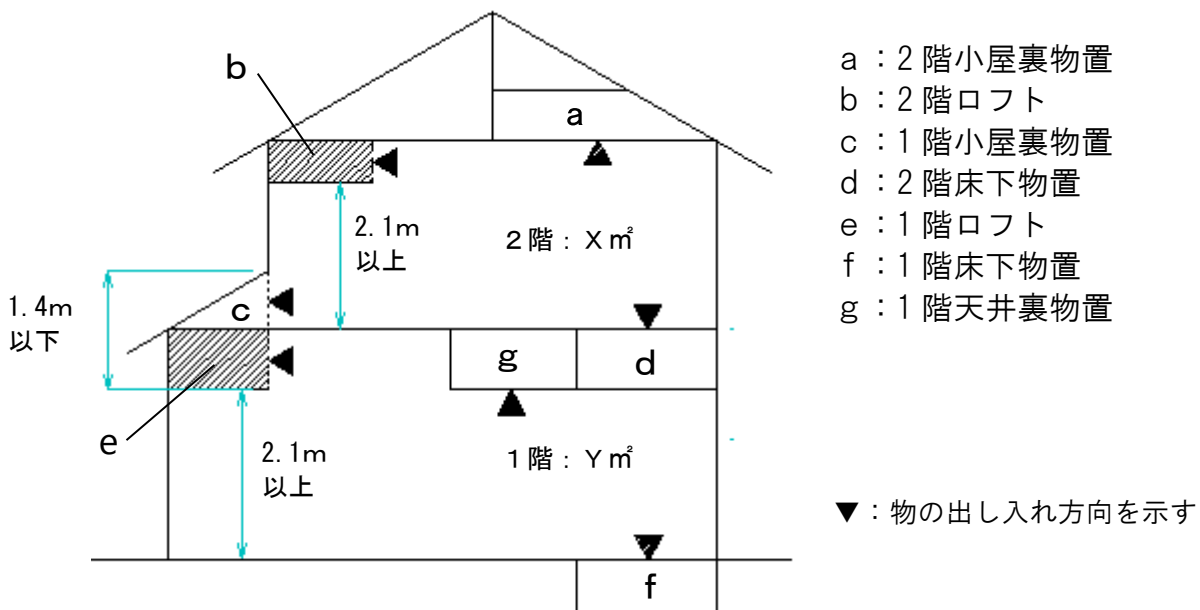 b
a
2.1m
以上
2階：Xm²
1.4m
以下
c
g
d
e
2.1m
以上
1階：Ym²
f
a：2階小屋裏物置
b：2階ロフト
c：1階小屋裏物置
d：2階床下物置
e：1階ロフト
f：1階床下物置
g：1階天井裏物置
▼：物の出し入れ方向を示す